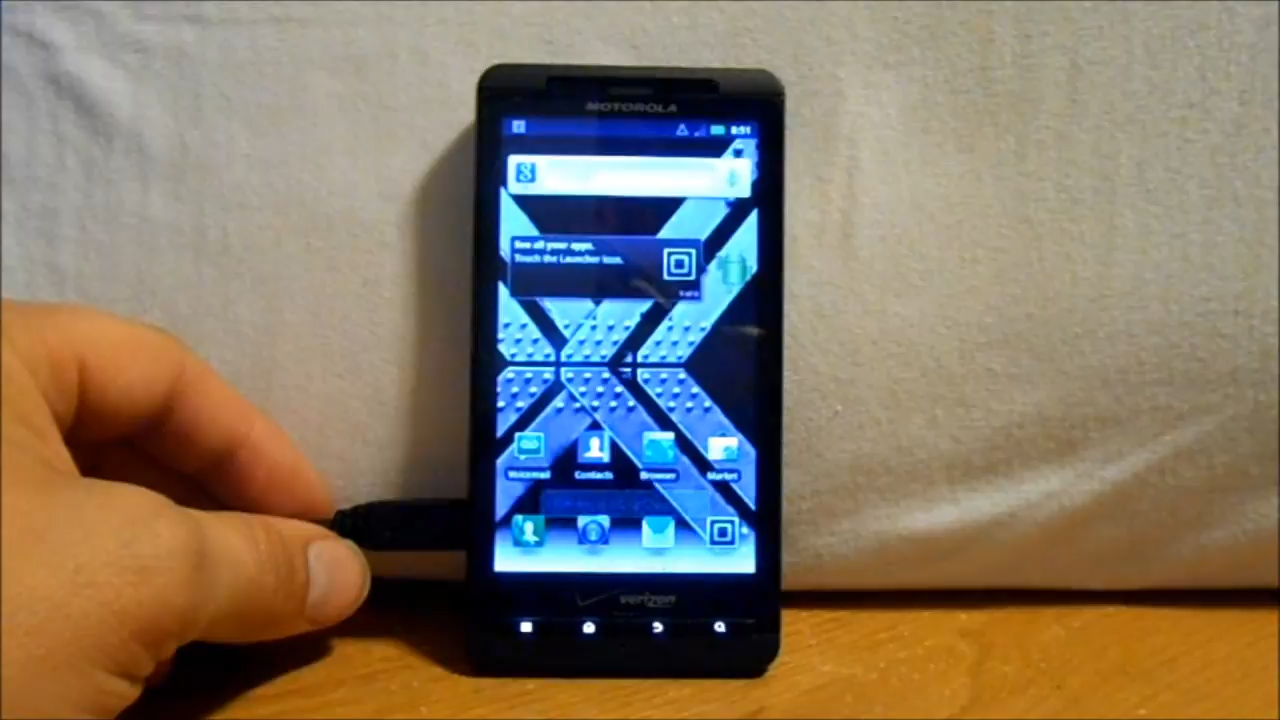 MOTOROLA
8:51
g
See all your apps.
Touch the Launcher icon.
Voicemail
Contacts
Browser
Market
verizon